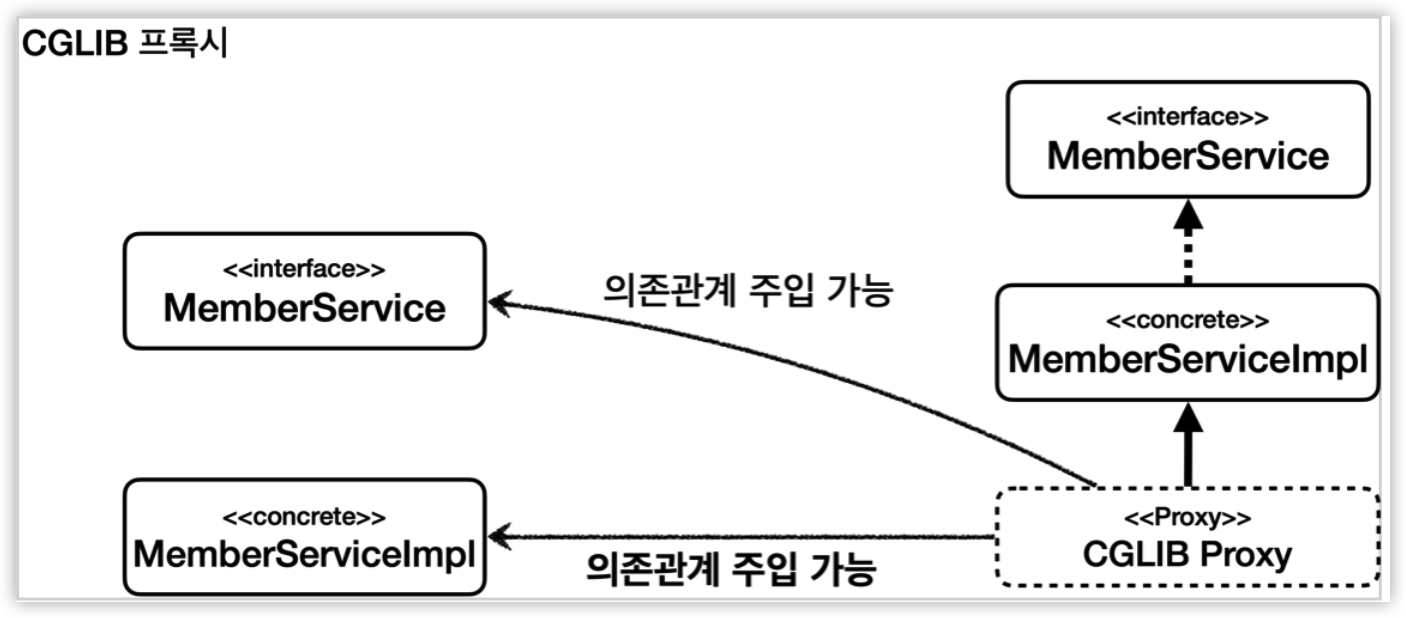 CGLIB 프록시
<<interface>>
MemberService
<<interface>>
MemberService
의존관계 주입 가능
<<concrete>>
MemberServiceImpl
<<concrete>>
MemberServiceImpl
의존관계 주입 가능
<<Proxy>>
CGLIB Proxy